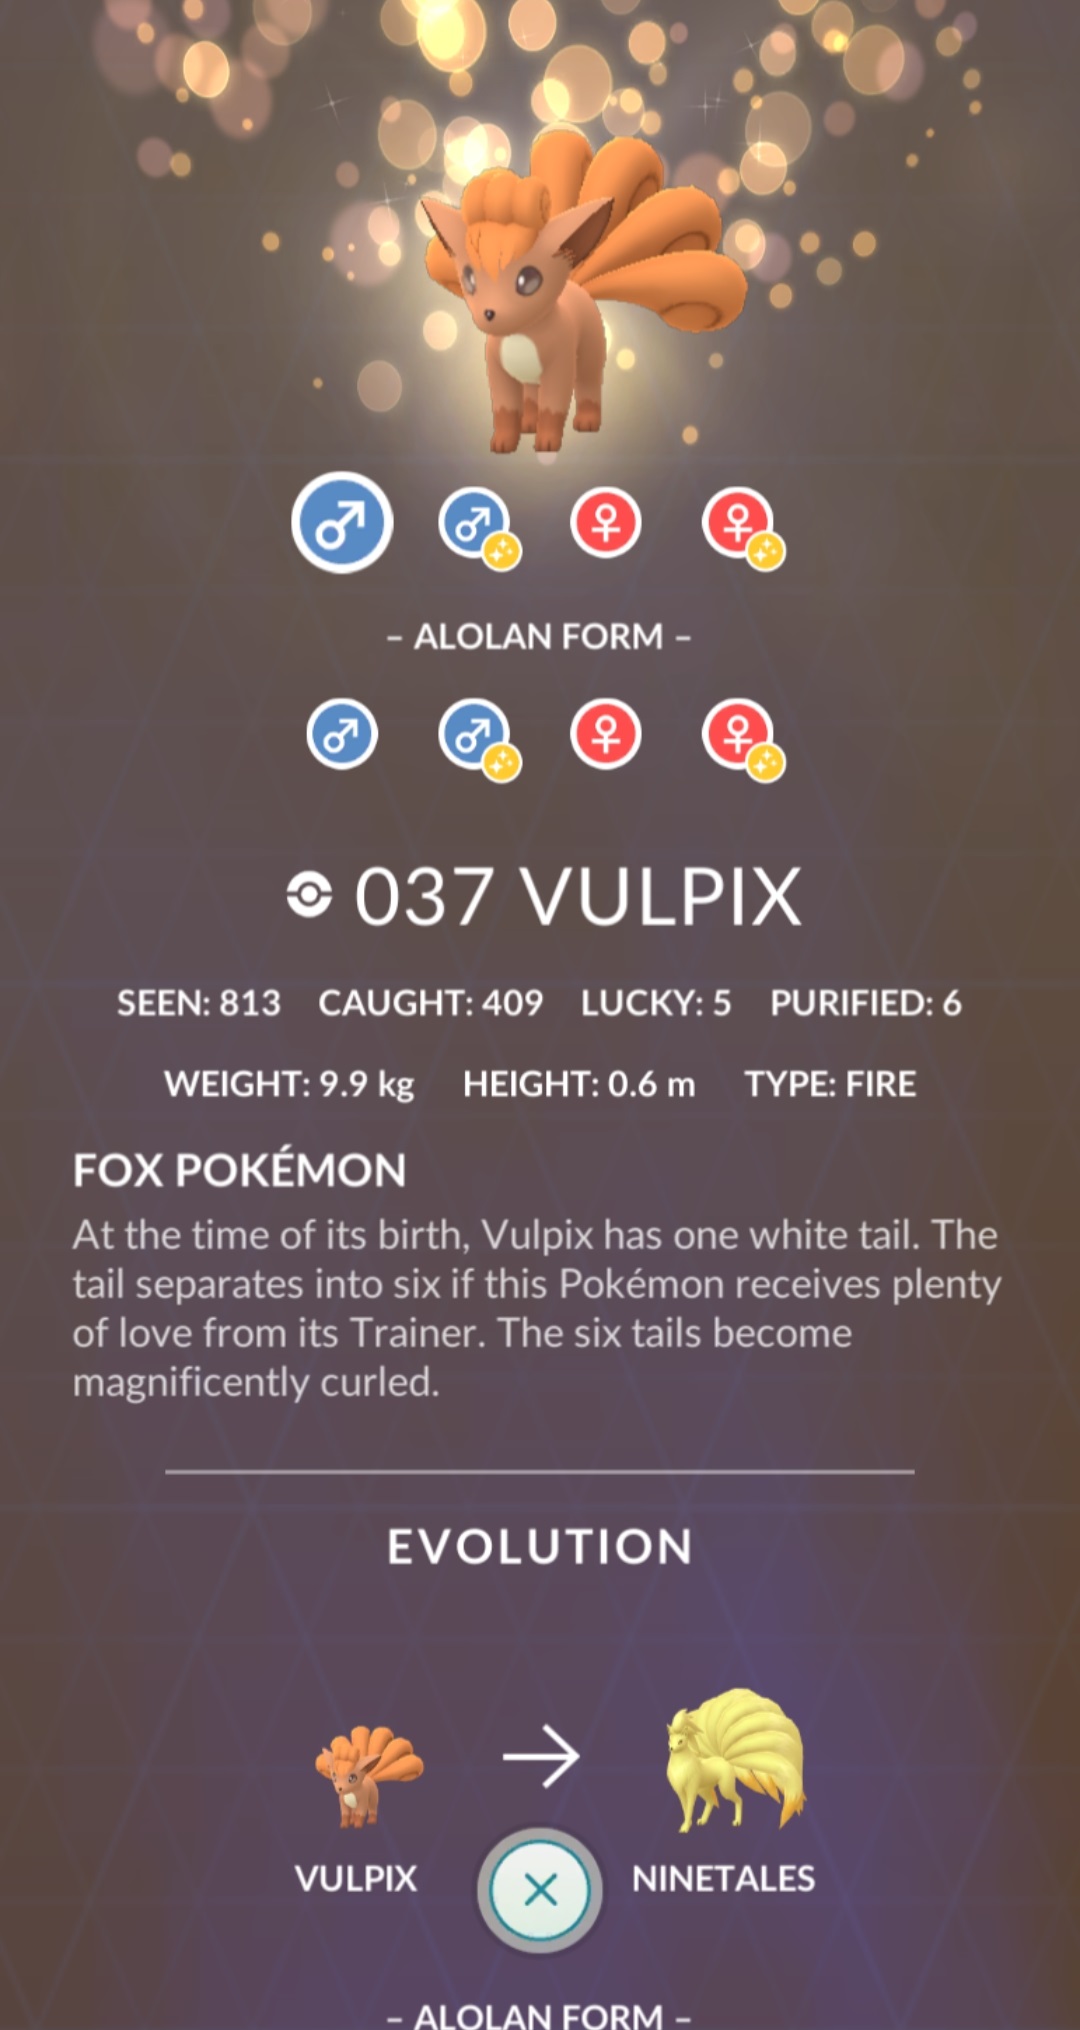 – ALOLAN FORM –
037 VULPIX
SEEN: 813 CAUGHT: 409 LUCKY: 5 PURIFIED: 6
WEIGHT: 9.9 kg HEIGHT: 0.6 m TYPE: FIRE
FOX POKÉMON
At the time of its birth, Vulpix has one white tail. The
tail separates into six if this Pokémon receives plenty
of love from its Trainer. The six tails become
magnificently curled.
EVOLUTION
VULPIX NINETALES
– ALOLAN FORM –